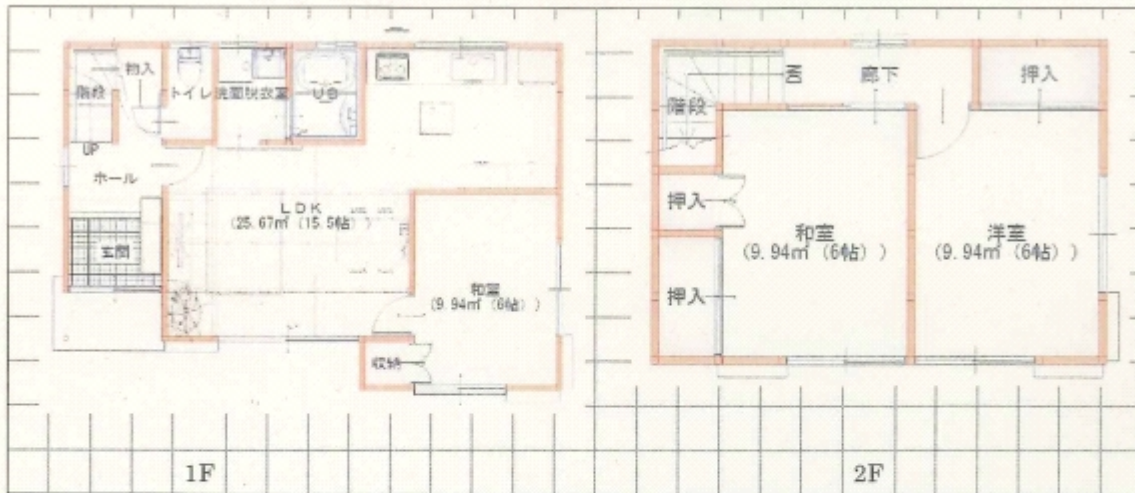 物入
階段
トイレ
洗面脱衣室
UB
UP
ホール
LDK
(25.67㎡ (15.5帖))
玄関
和室
(9.94㎡ (6帖))
収納
1F
階段
廊下
押入
押入
和室
(9.94㎡ (6帖))
洋室
(9.94㎡ (6帖))
押入
2F